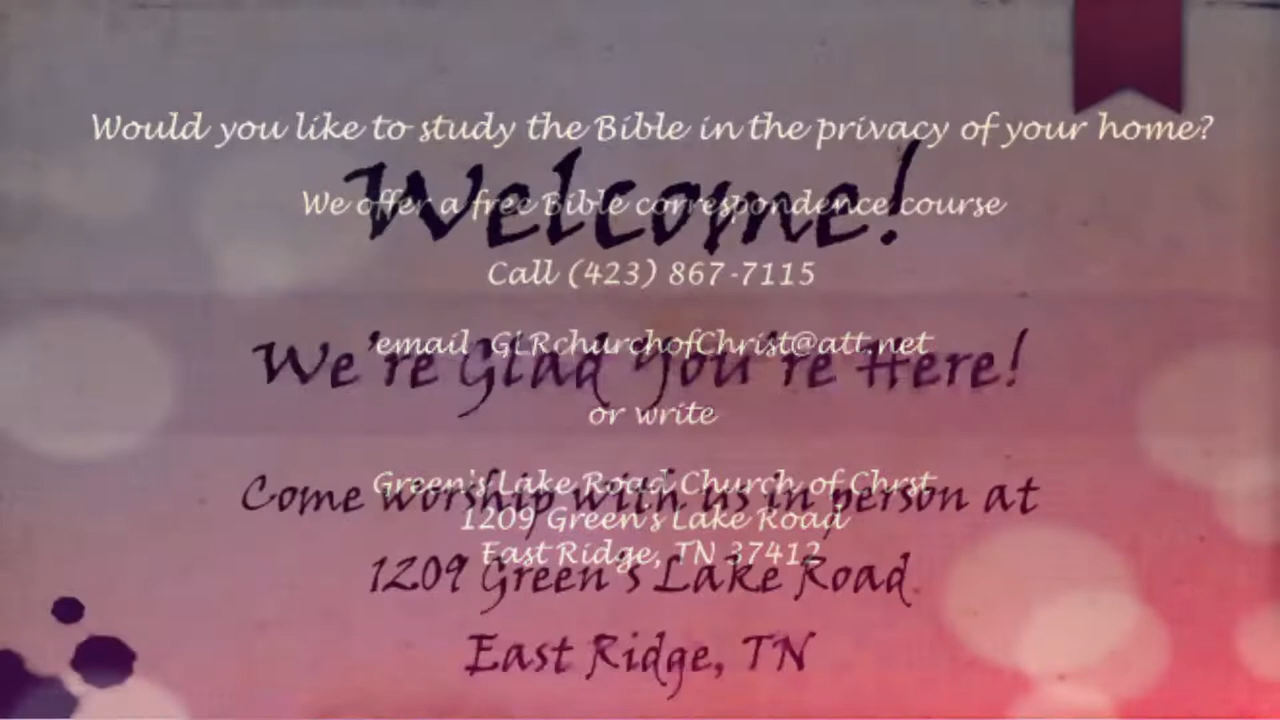 Would you like to study the Bible in the privacy of your home?
Welcome!
We offer a free Bible correspondence course
Call (423) 867-7115
email GLRchurchofChrist@att.net
We're Glad You're Here!
or write
Green's Lake Road Church of Chrst
Come worship with us in person at
1209 Green's Lake Road
East Ridge, TN 37412
1209 Green's Lake Road
East Ridge, TN